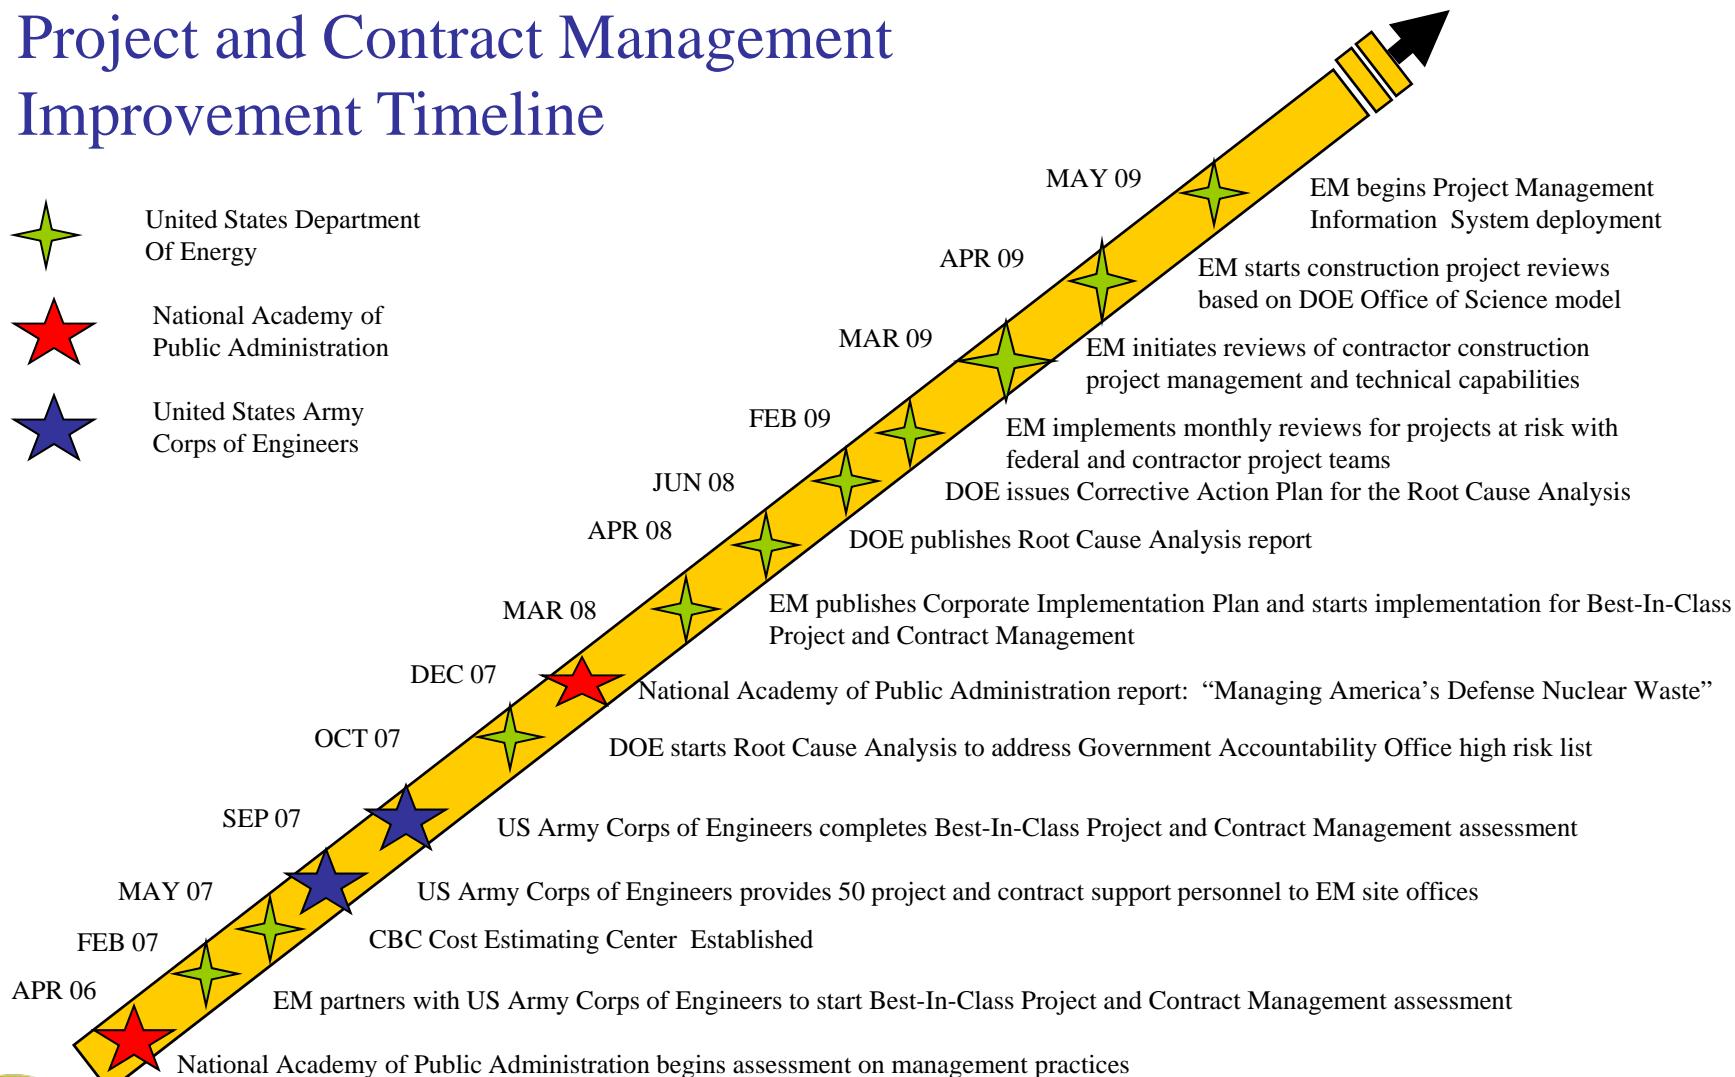 Project and Contract Management
Improvement Timeline
United States Department
Of Energy
National Academy of
Public Administration
United States Army
Corps of Engineers
MAY 09
EM begins Project Management
Information System deployment
APR 09
EM starts construction project reviews
based on DOE Office of Science model
MAR 09
EM initiates reviews of contractor construction
project management and technical capabilities
FEB 09
EM implements monthly reviews for projects at risk with
federal and contractor project teams
JUN 08
DOE issues Corrective Action Plan for the Root Cause Analysis
APR 08
DOE publishes Root Cause Analysis report
MAR 08
EM publishes Corporate Implementation Plan and starts implementation for Best-In-Class
Project and Contract Management
DEC 07
National Academy of Public Administration report: “Managing America’s Defense Nuclear Waste”
OCT 07
DOE starts Root Cause Analysis to address Government Accountability Office high risk list
SEP 07
US Army Corps of Engineers completes Best-In-Class Project and Contract Management assessment
MAY 07
US Army Corps of Engineers provides 50 project and contract support personnel to EM site offices
FEB 07
CBC Cost Estimating Center Established
APR 06
EM partners with US Army Corps of Engineers to start Best-In-Class Project and Contract Management assessment
National Academy of Public Administration begins assessment on management practices